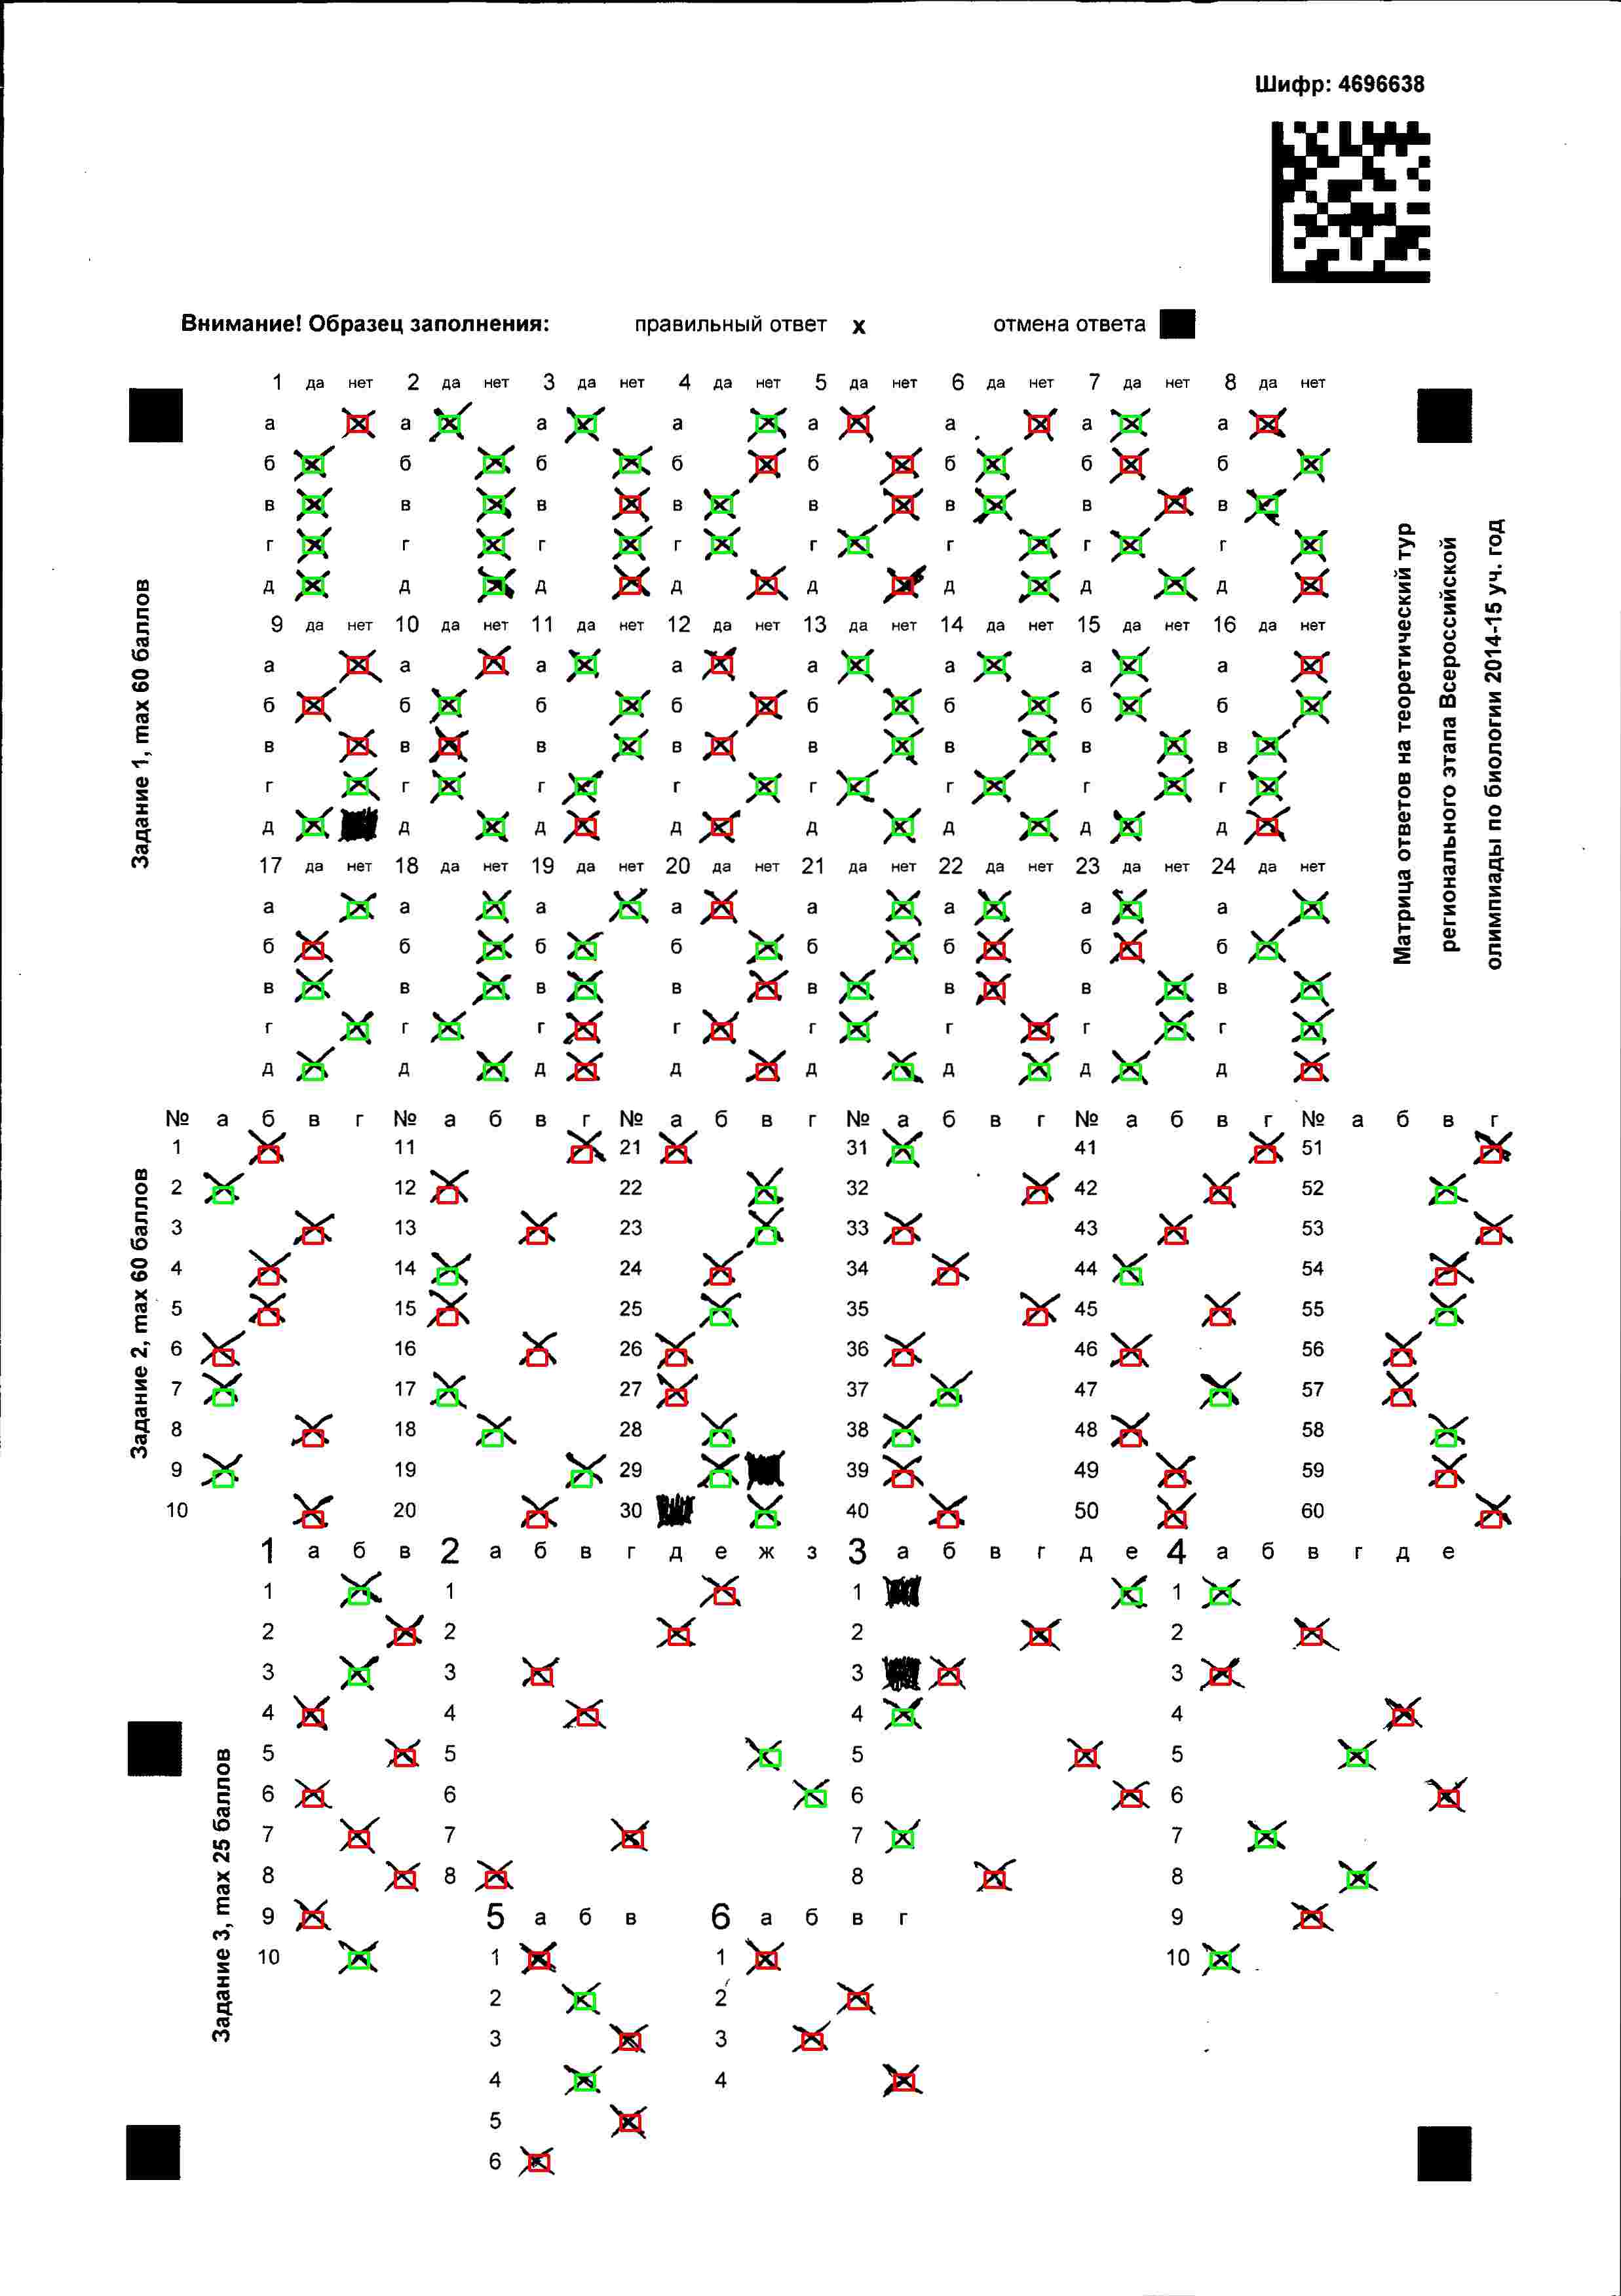 Шифр: 4696638
Внимание! Образец заполнения: правильный ответ х отмена ответа
1 да нет 2 да нет 3 да нет 4 да нет 5 да нет 6 да нет 7 да нет 8 да нет
а а а а а а а а
б б б б б б б б
в в в в в в в в
г г г г г г г г
д д д д д д д д
9 да нет 10 да нет 11 да нет 12 да нет 13 да нет 14 да нет 15 да нет 16 да нет
а а а а а а а а
б б б б б б б б
в в в в в в в в
г г г г г г г г
д д д д д д д д
17 да нет 18 да нет 19 да нет 20 да нет 21 да нет 22 да нет 23 да нет 24 да нет
а а а а а а а а
б б б б б б б б
в в в в в в в в
г г г г г г г г
д д д д д д д д
Задание 1, max 60 баллов
Матрица ответов на теоретический тур
регионального этапа Всероссийской
олимпиады по биологии 2014-15 уч. год
№ а б в г № а б в г № а б в г № а б в г № а б в г № а б в г
1 11 21 31 41 51
2 12 22 32 42 52
3 13 23 33 43 53
4 14 24 34 44 54
5 15 25 35 45 55
6 16 26 36 46 56
7 17 27 37 47 57
8 18 28 38 48 58
9 19 29 39 49 59
10 20 30 40 50 60
Задание 2, max 60 баллов
1 а б в 2 а б в г д е ж з 3 а б в г д е 4 а б в г д е
1 1 1 1
2 2 2 2
3 3 3 3
4 4 4 4
5 5 5 5
6 6 6 6
7 7 7 7
8 8 8 8
9 5 а б в 6 а б в г 9
10 1 1 10
2 2
3 3
4 4
5
6
Задание 3, max 25 баллов